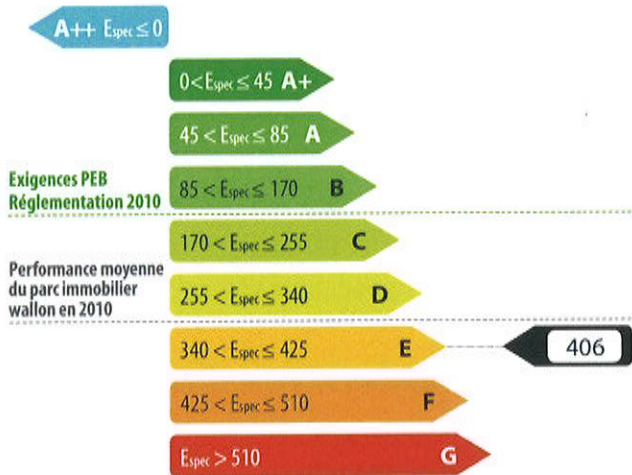 A++ Espec ≤ 0
0 < Espec ≤ 45 A+
45 < Espec ≤ 85 A
Exigences PEB
Réglementation 2010
85 < Espec ≤ 170 B
170 < Espec ≤ 255 C
Performance moyenne
du parc immobilier
wallon en 2010
255 < Espec ≤ 340 D
340 < Espec ≤ 425 E
406
425 < Espec ≤ 510 F
Espec > 510 G